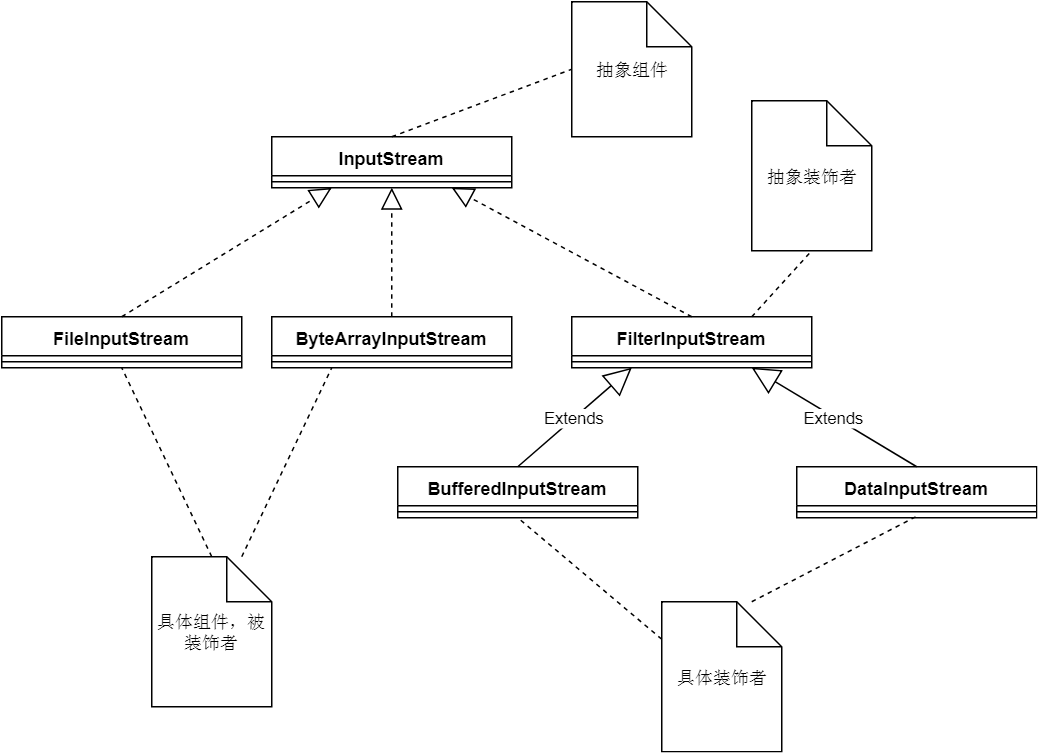 抽象组件
InputStream
抽象装饰者
FileInputStream
ByteArrayInputStream
FilterInputStream
Extends
Extends
BufferedInputStream
DataInputStream
具体组件，被
装饰者
具体装饰者